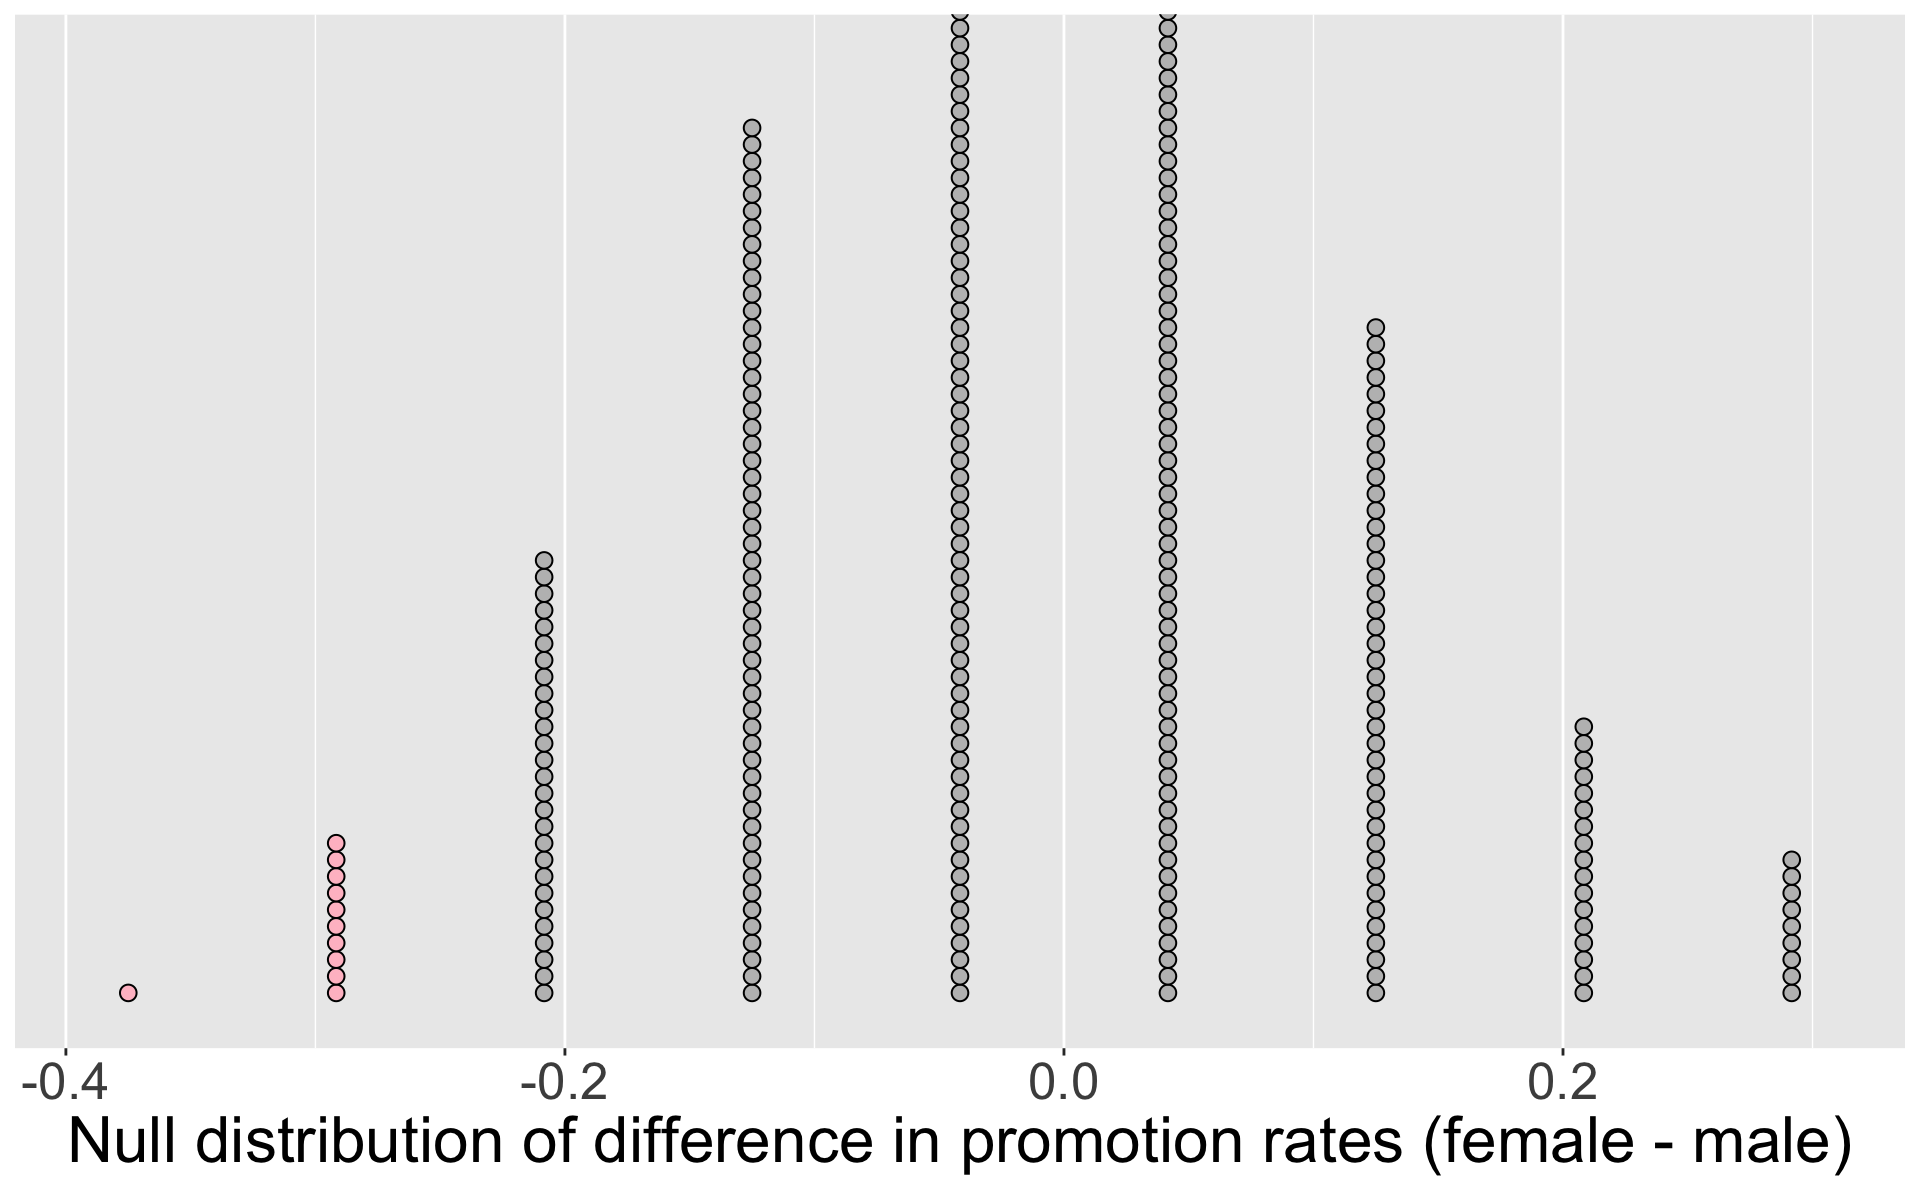 -0.4 -0.2 0.0 0.2
Null distribution of difference in promotion rates (female - male)